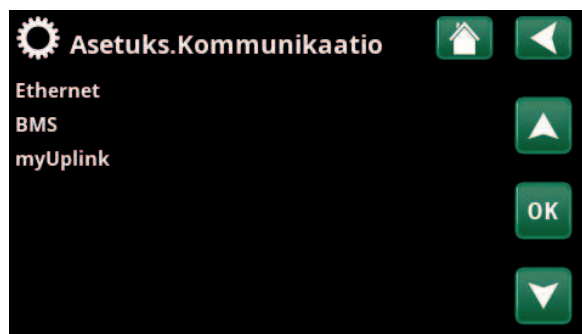 Asetuks.Kommunikaatio
Ethernet
BMS
myUplink
OK